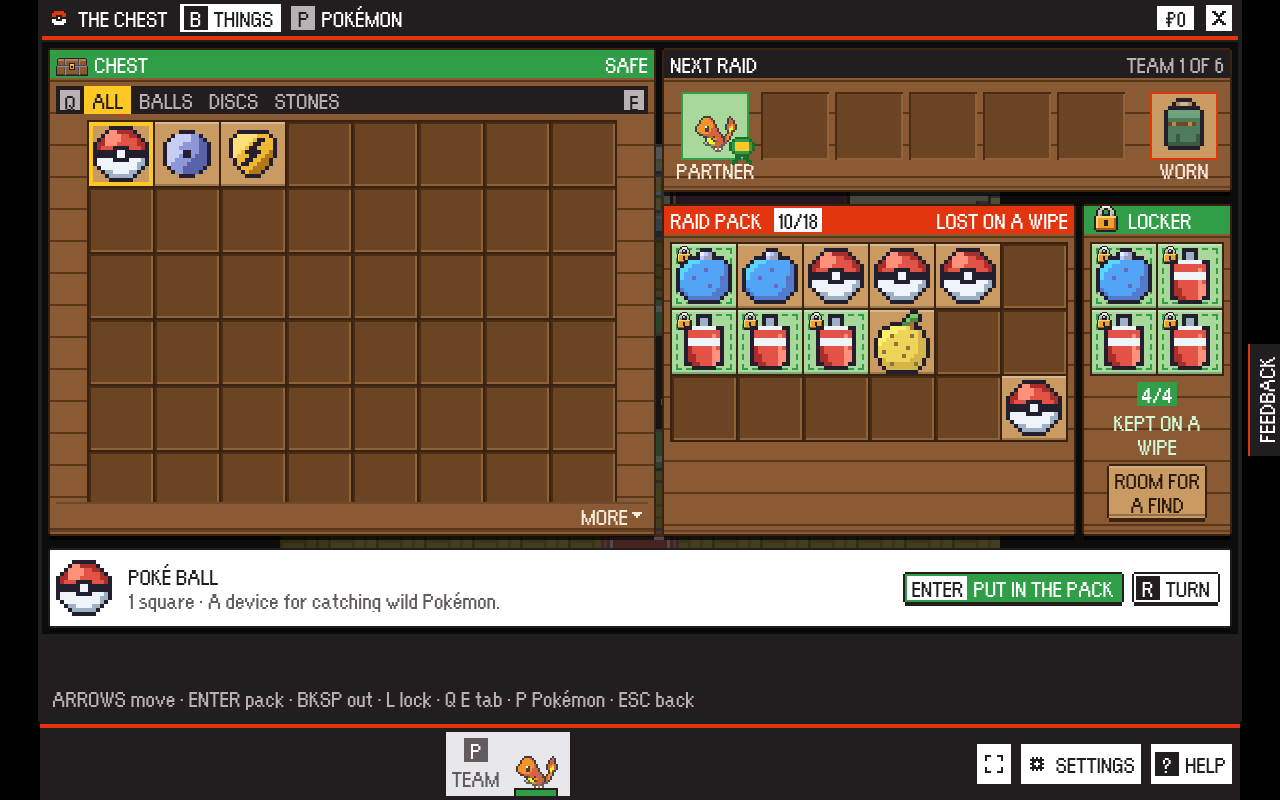 THE CHEST B THINGS P POKÉMON ₽0 X
CHEST SAFE
Q ALL BALLS DISCS STONES E
MORE
NEXT RAID TEAM 1 OF 6
PARTNER WORN
RAID PACK 10/18 LOST ON A WIPE
LOCKER
4/4
KEPT ON A
WIPE
ROOM FOR
A FIND
FEEDBACK
POKÉ BALL
1 square · A device for catching wild Pokémon.
ENTER PUT IN THE PACK R TURN
ARROWS move · ENTER pack · BKSP out · L lock · Q E tab · P Pokémon · ESC back
P
TEAM
SETTINGS ? HELP